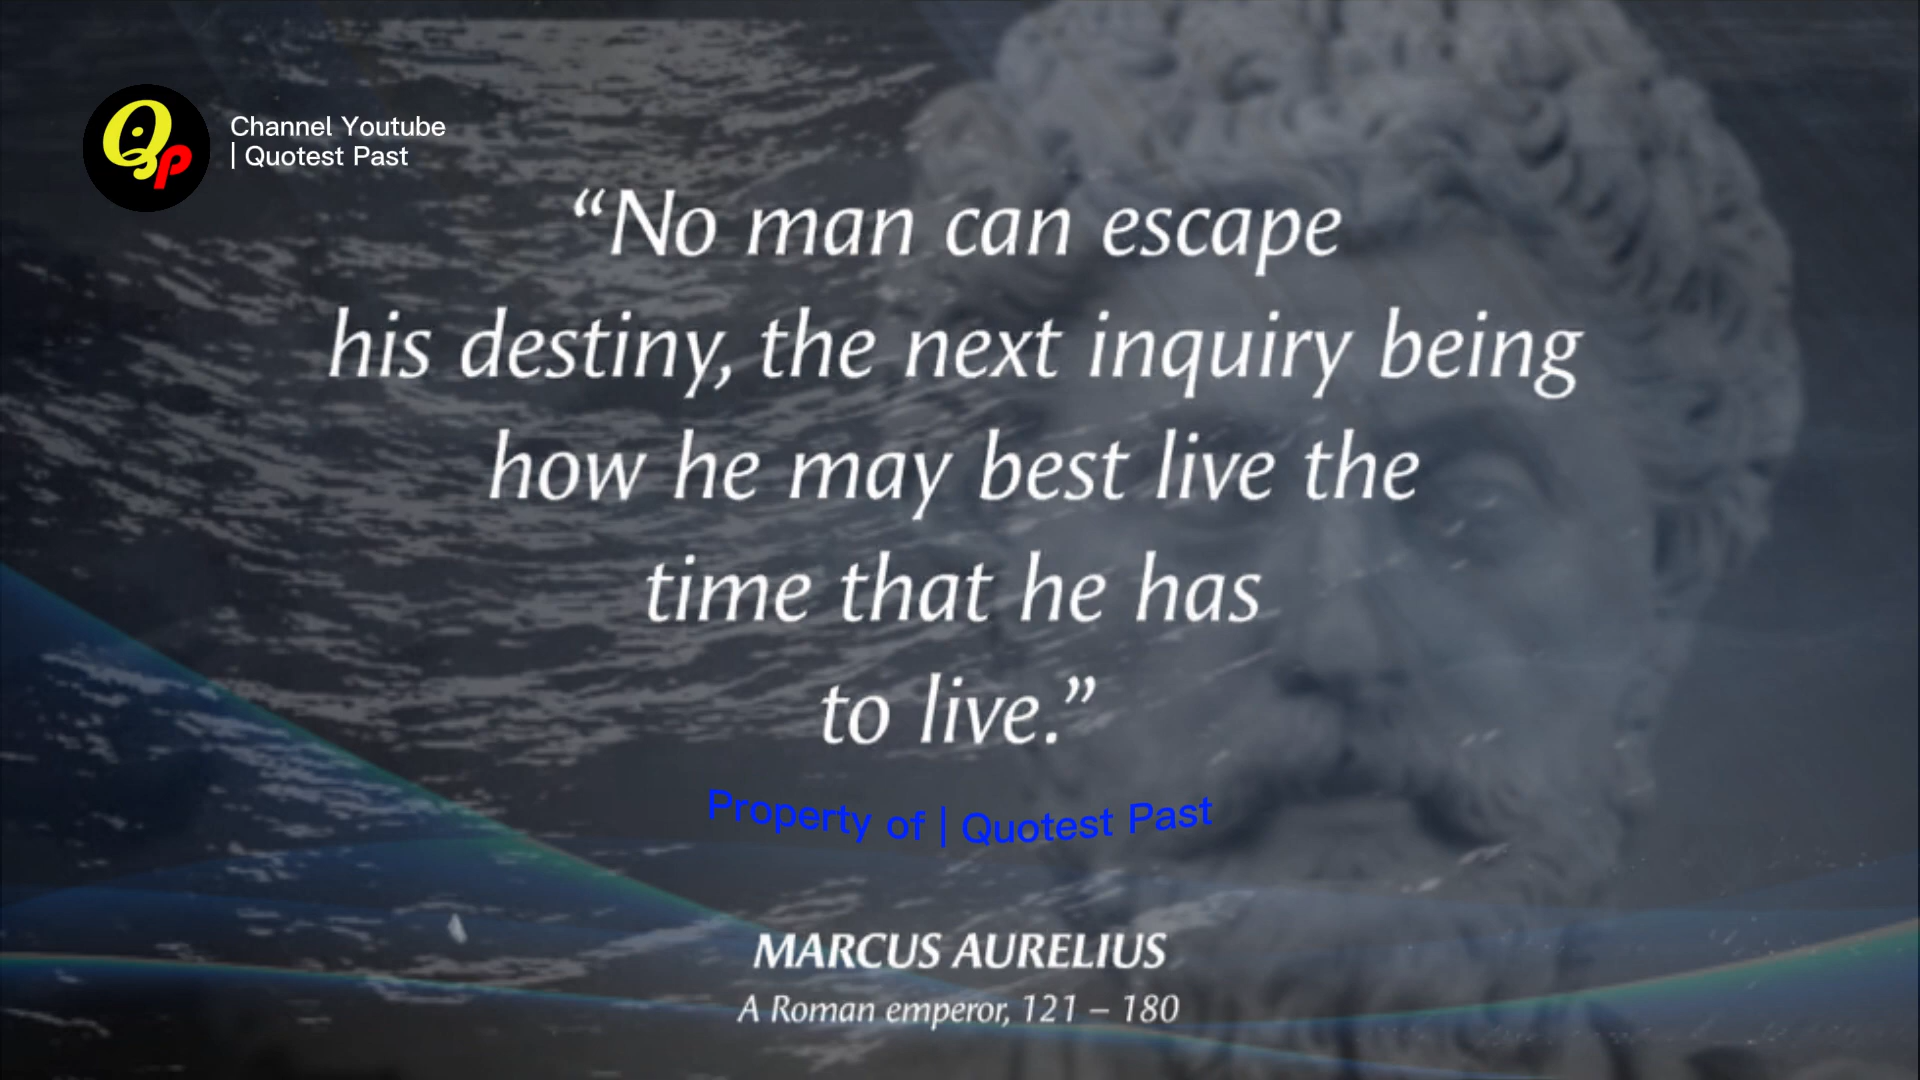 Qp
Channel Youtube
| Quotest Past
“No man can escape
his destiny, the next inquiry being
how he may best live the
time that he has
to live.”
Property of | Quotest Past
MARCUS AURELIUS
A Roman emperor, 121 – 180